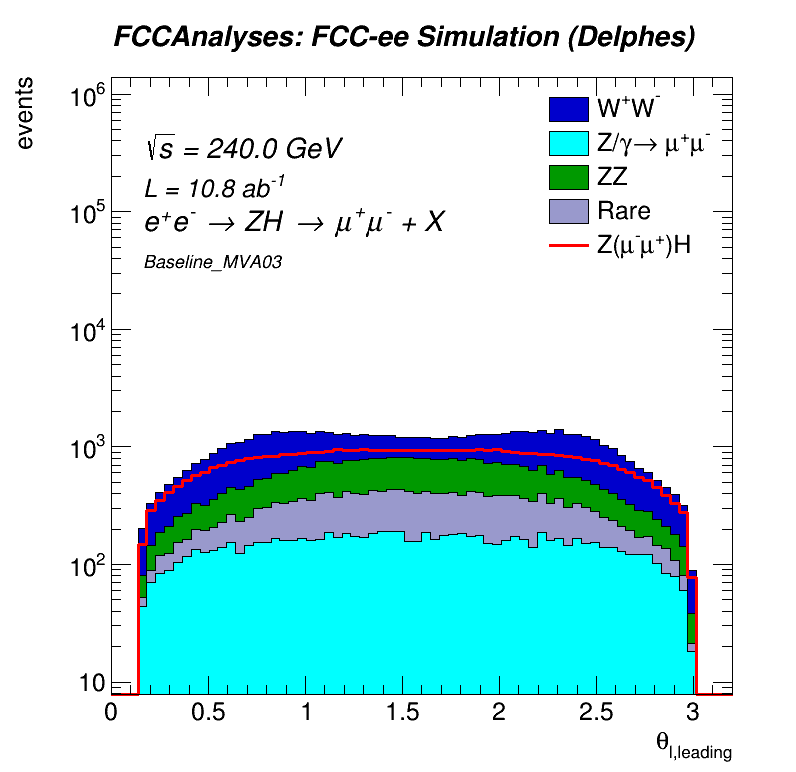 FCCAnalyses: FCC-ee Simulation (Delphes)
events
√s = 240.0 GeV
L = 10.8 ab⁻¹
e⁺e⁻ → ZH → μ⁺μ⁻ + X
Baseline_MVA03
W⁺W⁻
Z/γ→ μ⁺μ⁻
ZZ
Rare
Z(μ⁻μ⁺)H
10⁶
10⁵
10⁴
10³
10²
10
0 0.5 1 1.5 2 2.5 3
θl,leading